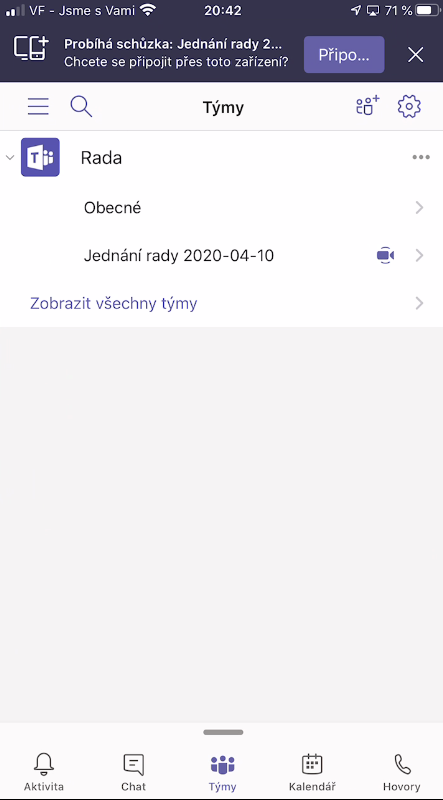 VF - Jsme s Vami 20:42 71 %
Probíhá schůzka: Jednání rady 2...
Chcete se připojit přes toto zařízení?
Připo...
Týmy
T
Rada
Obecné
Jednání rady 2020-04-10
Zobrazit všechny týmy
Aktivita Chat Týmy Kalendář Hovory